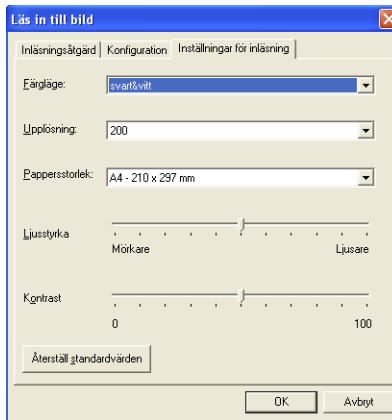 Läs in till bild
Inläsningsåtgärd Konfiguration Inställningar för inläsning
Färgläge: svart&vitt
Upplösning: 200
Pappersstorlek: A4 - 210 x 297 mm
Ljusstyrka
Mörkare Ljusare
Kontrast
0 100
Återställ standardvärden
OK Avbryt